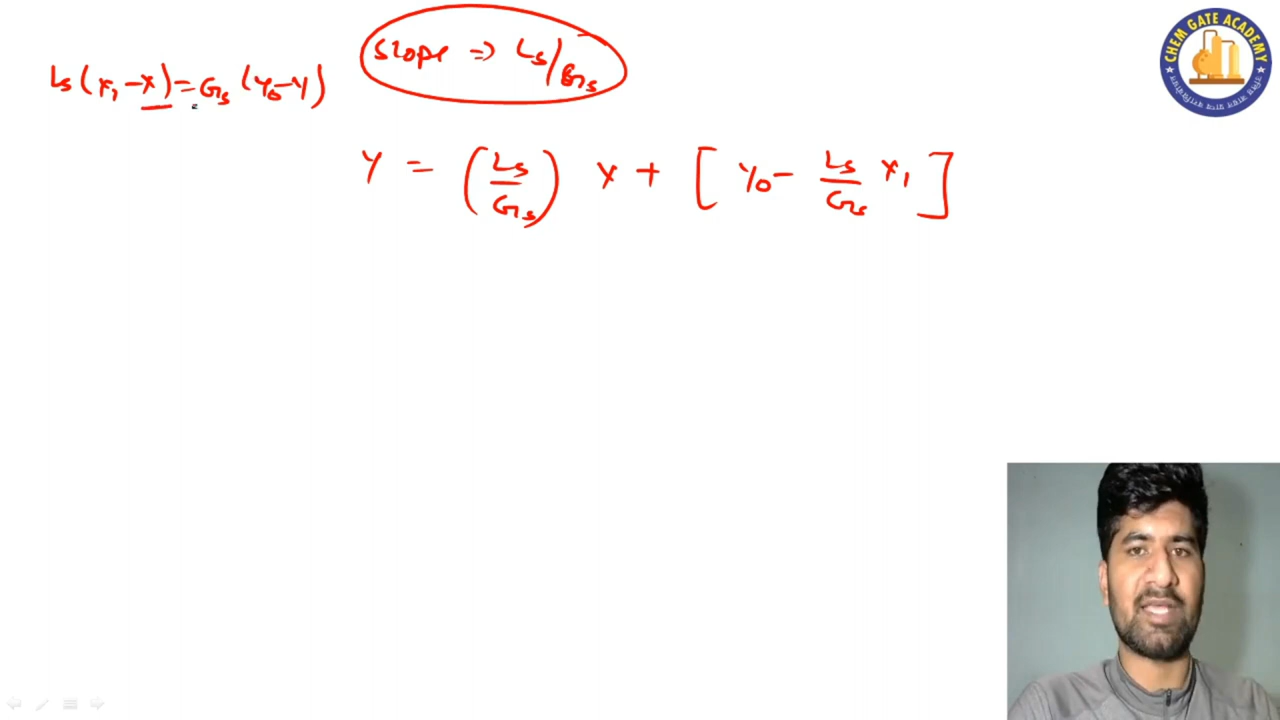 slope ⇒ Ls/Gs
Ls (X₁ - X) = Gs (Y₀ - Y)
Y = (Ls/Gs) X + [ Y₀ - Ls/Gs X₁ ]
CHEM GATE ACADEMY